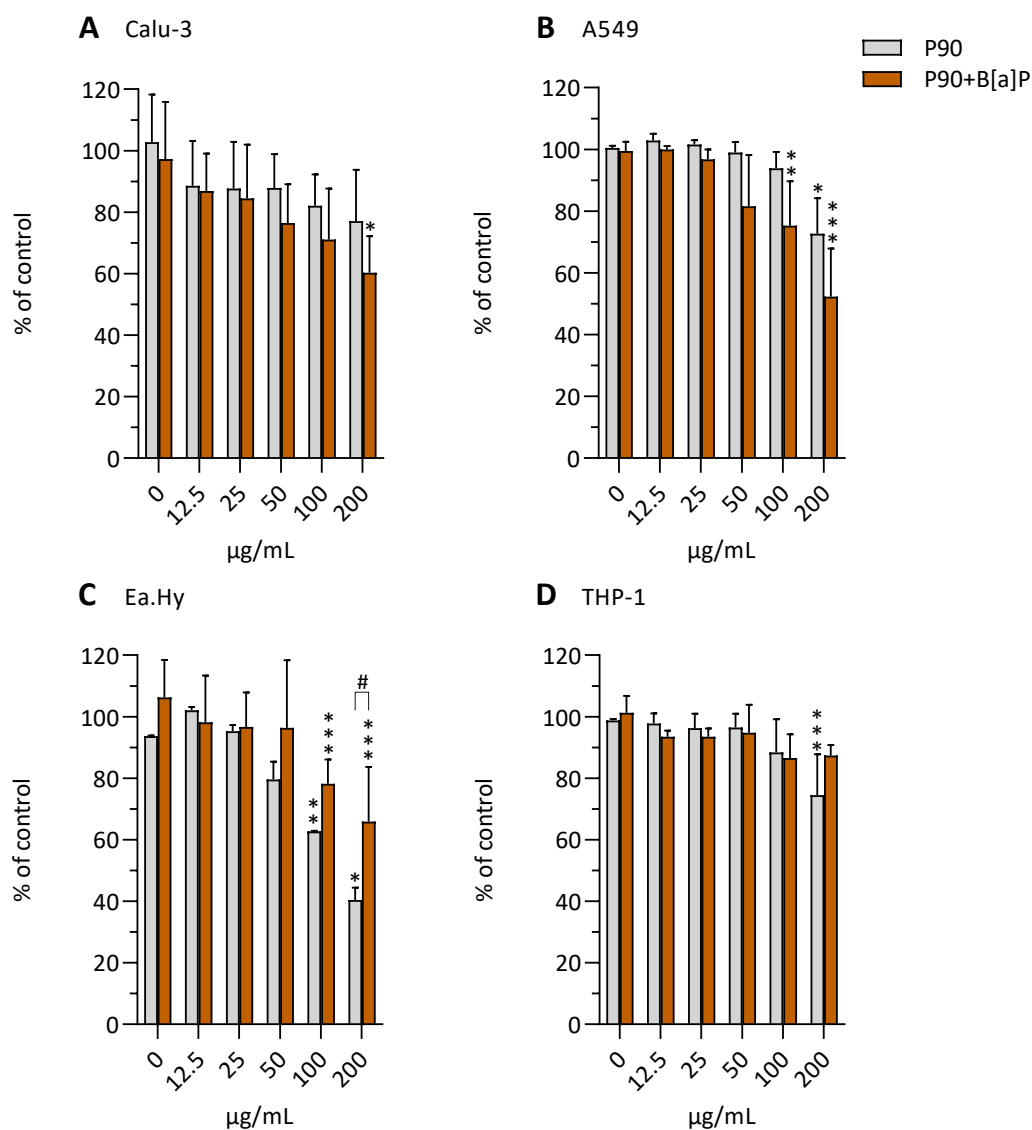 A Calu-3
120
100
80
60
40
20
0
% of control
*
0 12.5 25 50 100 200
µg/mL
B A549
P90
P90+B[a]P
120
100
80
60
40
20
0
% of control
** * ***
0 12.5 25 50 100 200
µg/mL
C Ea.Hy
120
100
80
60
40
20
0
% of control
#
** *** * ***
0 12.5 25 50 100 200
µg/mL
D THP-1
120
100
80
60
40
20
0
% of control
***
0 12.5 25 50 100 200
µg/mL